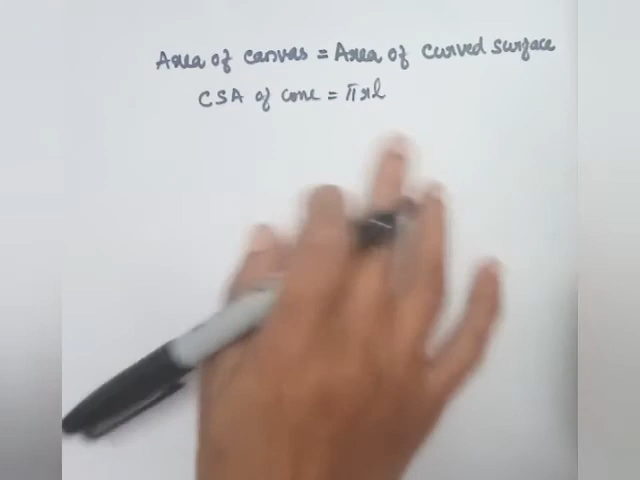 Area of canvas = Area of curved surface
CSA of cone = πrl